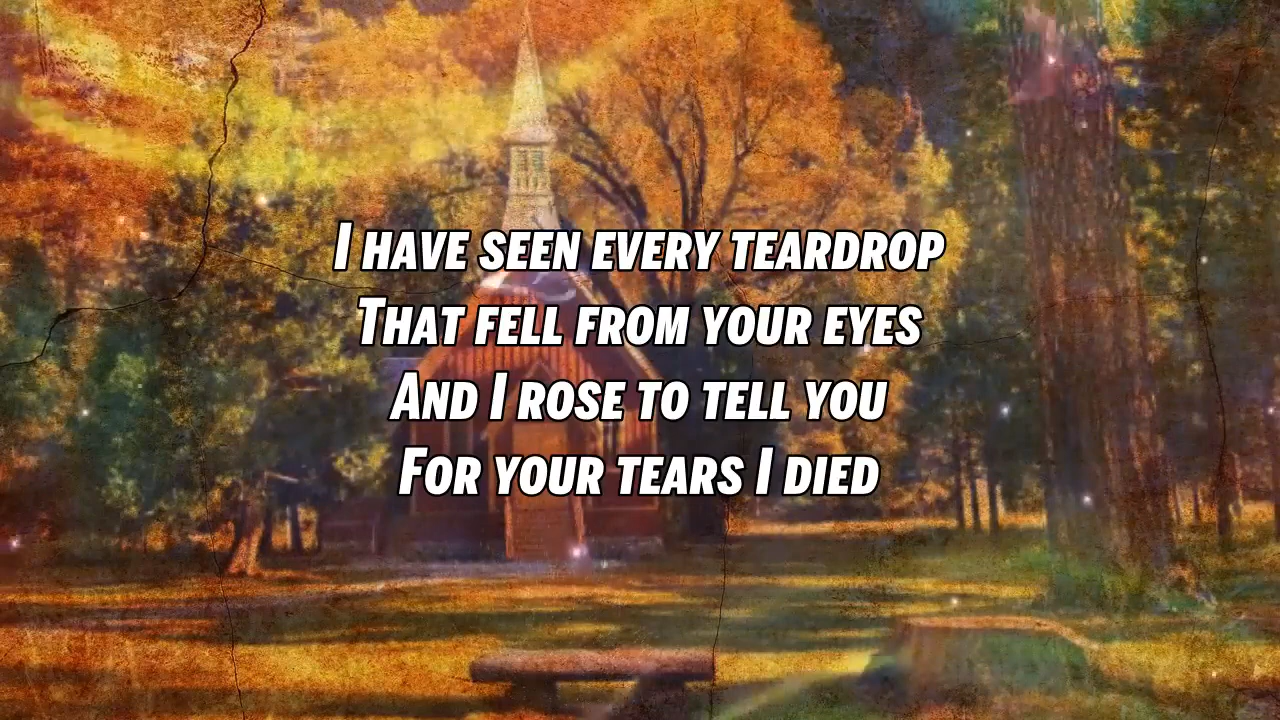 I HAVE SEEN EVERY TEARDROP
THAT FELL FROM YOUR EYES
AND I ROSE TO TELL YOU
FOR YOUR TEARS I DIED